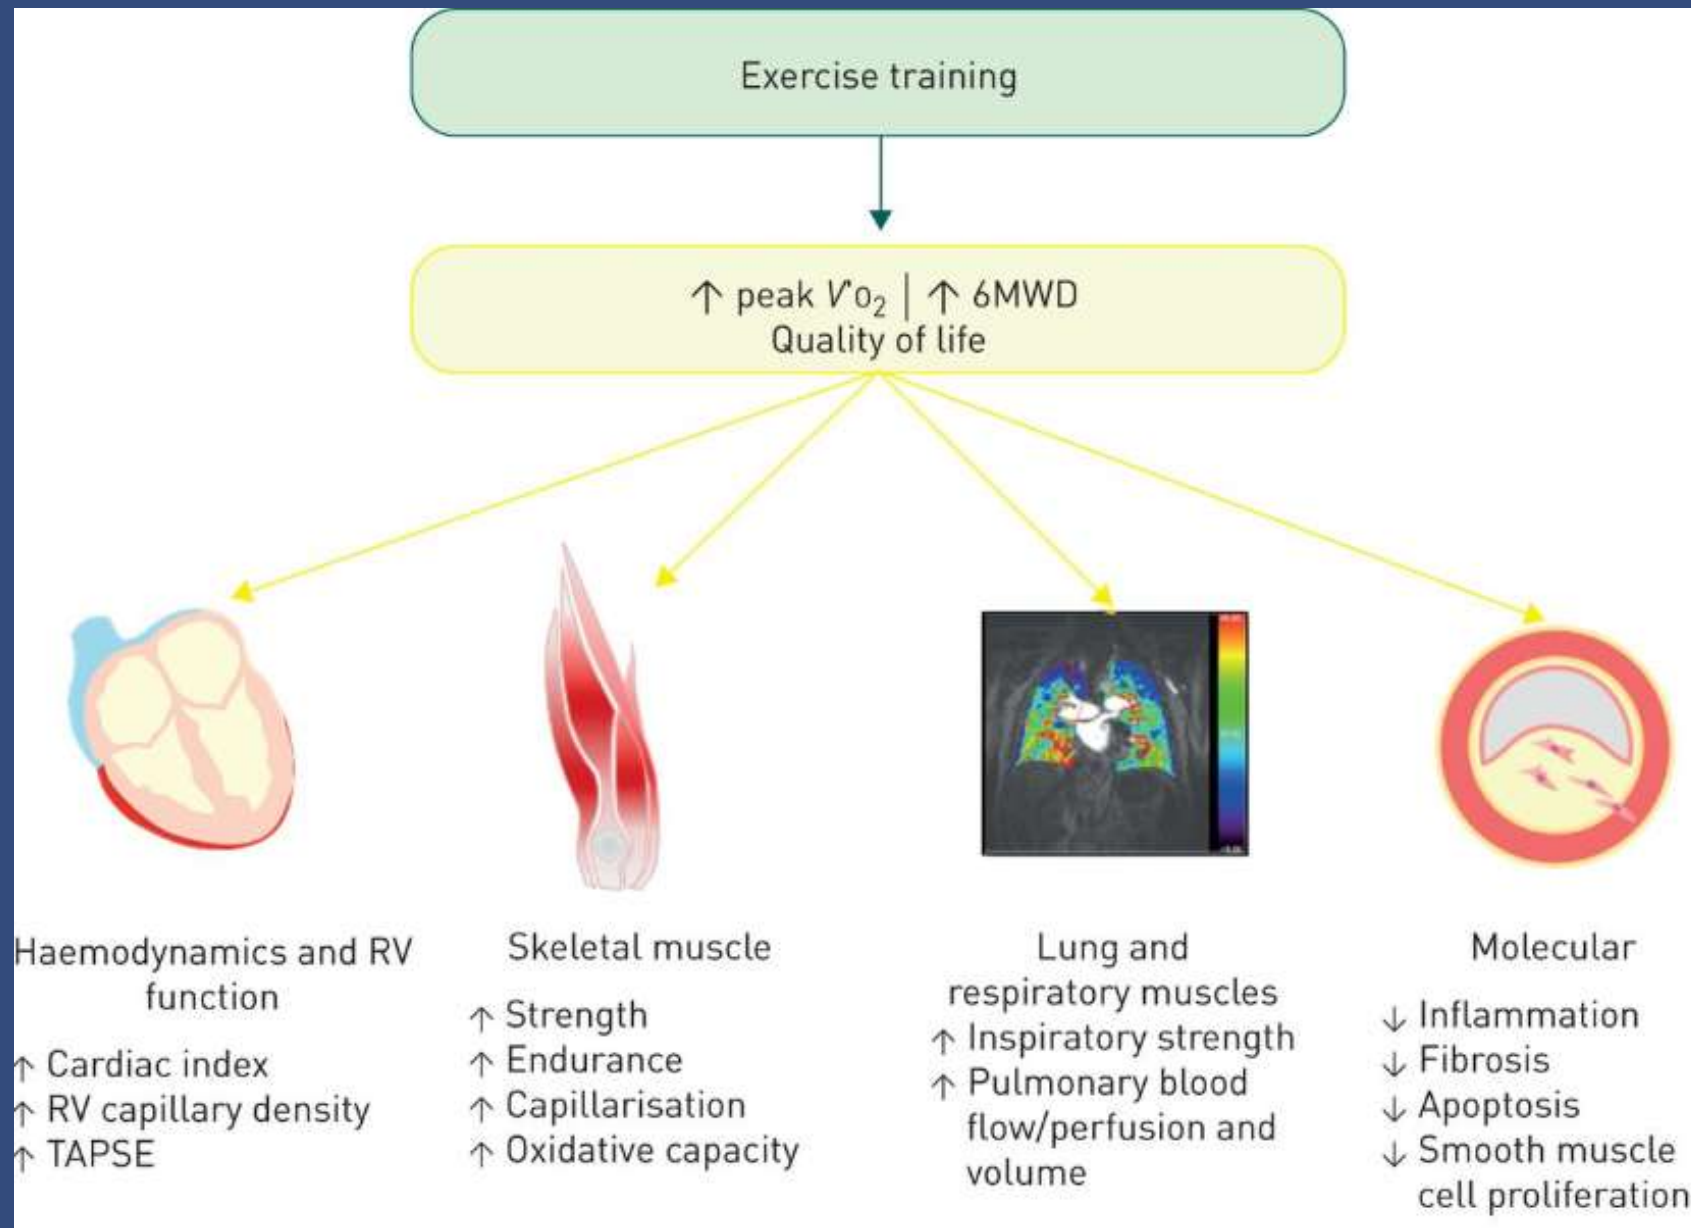 Exercise training
↑ peak V'O₂ | ↑ 6MWD
Quality of life
Haemodynamics and RV
function
↑ Cardiac index
↑ RV capillary density
↑ TAPSE
Skeletal muscle
↑ Strength
↑ Endurance
↑ Capillarisation
↑ Oxidative capacity
Lung and
respiratory muscles
↑ Inspiratory strength
↑ Pulmonary blood
flow/perfusion and
volume
Molecular
↓ Inflammation
↓ Fibrosis
↓ Apoptosis
↓ Smooth muscle
cell proliferation